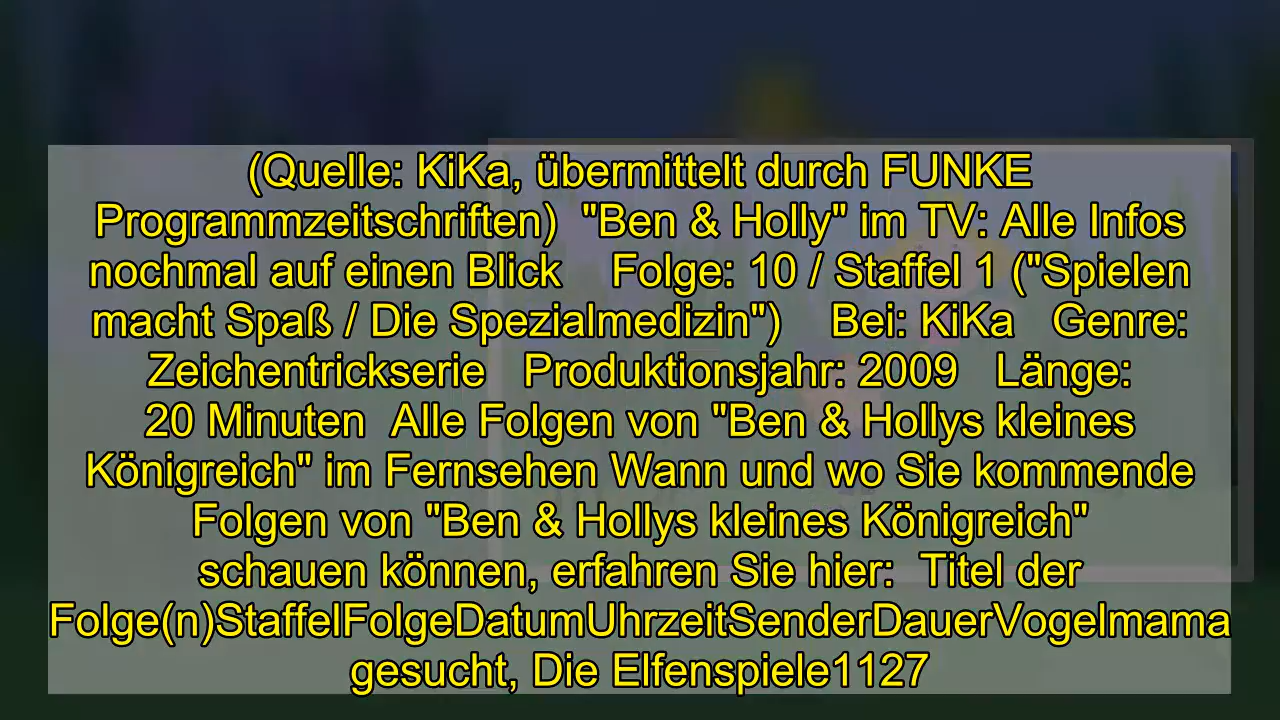 (Quelle: KiKa, übermittelt durch FUNKE
Programmzeitschriften)  "Ben & Holly" im TV: Alle Infos
nochmal auf einen Blick    Folge: 10 / Staffel 1 ("Spielen
macht Spaß / Die Spezialmedizin")    Bei: KiKa   Genre:
Zeichentrickserie   Produktionsjahr: 2009   Länge:
20 Minuten  Alle Folgen von "Ben & Hollys kleines
Königreich" im Fernsehen Wann und wo Sie kommende
Folgen von "Ben & Hollys kleines Königreich"
schauen können, erfahren Sie hier:  Titel der
Folge(n)StaffelFolgeDatumUhrzeitSenderDauerVogelmama
gesucht, Die Elfenspiele1127